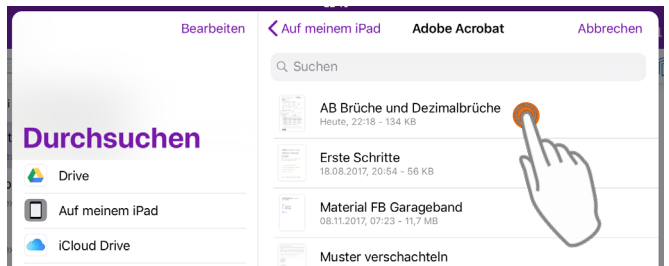 Bearbeiten
Auf meinem iPad
Adobe Acrobat
Abbrechen
Suchen
Durchsuchen
Drive
Auf meinem iPad
iCloud Drive
AB Brüche und Dezimalbrüche
Heute, 22:18 - 134 KB
Erste Schritte
18.08.2017, 20:54 - 56 KB
Material FB Garageband
08.11.2017, 07:23 - 11,7 MB
Muster verschachteln